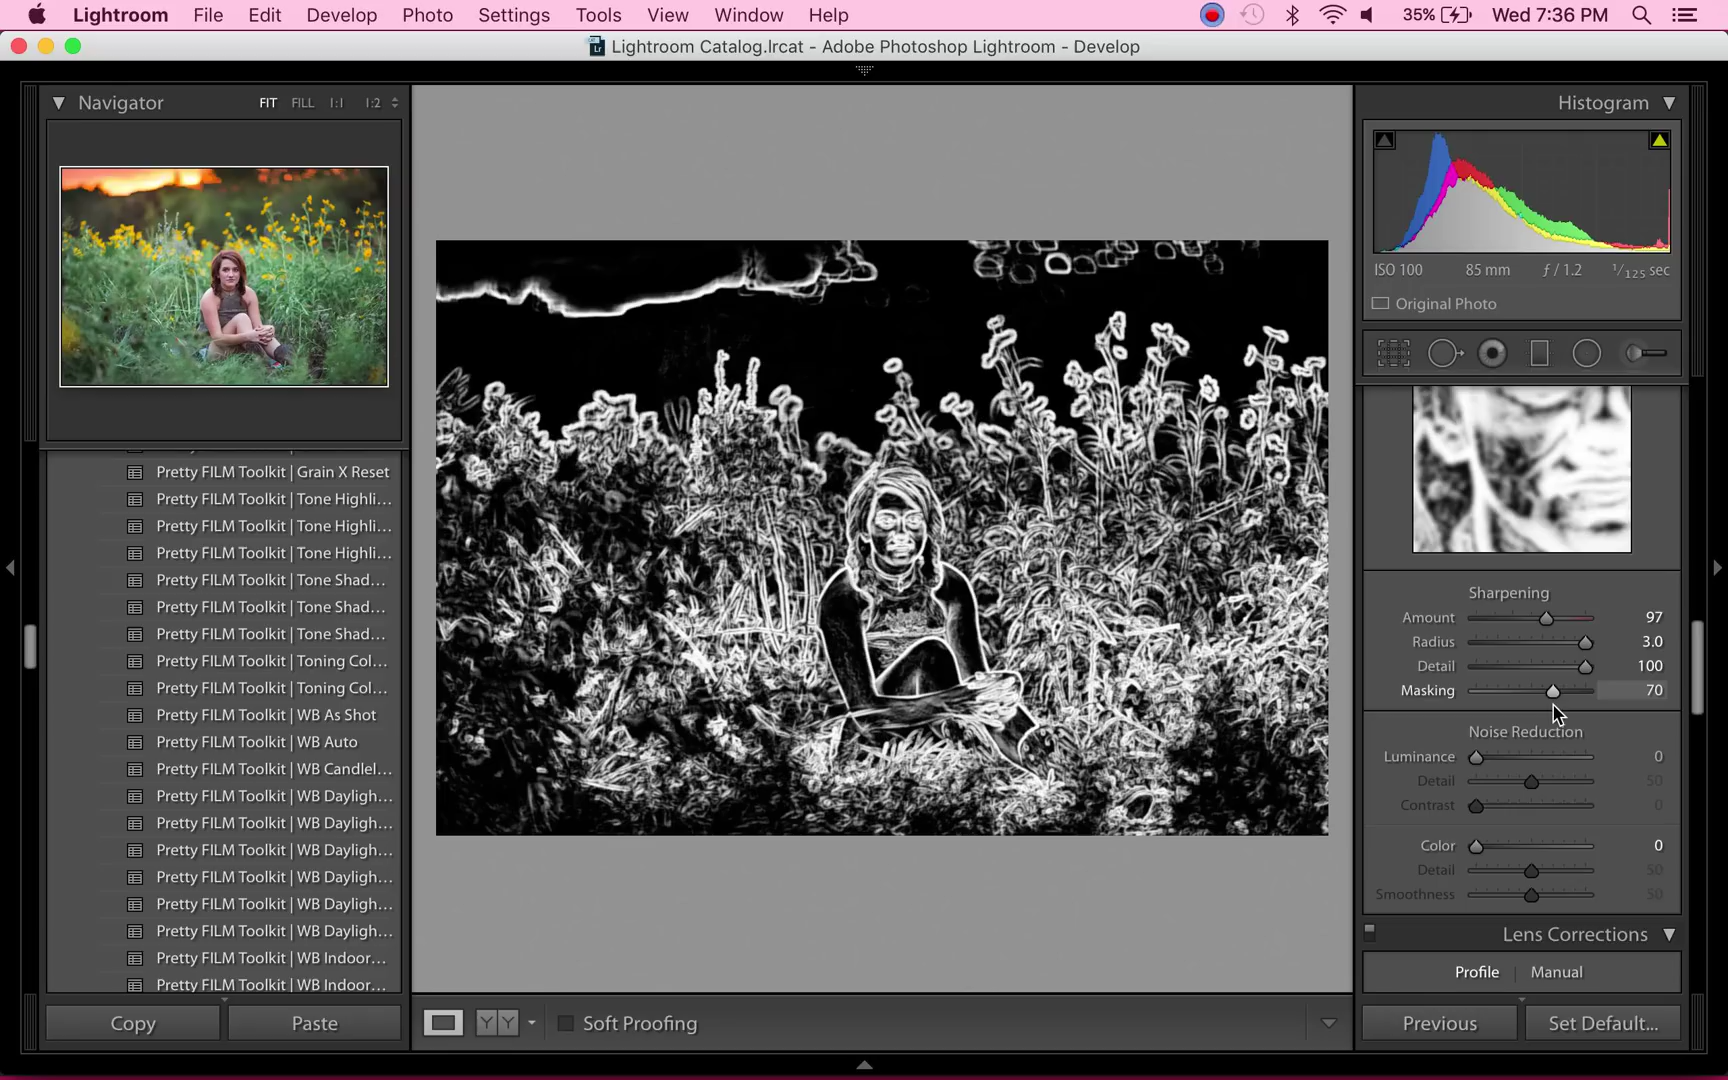 Lightroom File Edit Develop Photo Settings Tools View Window Help 35% Wed 7:36 PM
Lr Lightroom Catalog.lrcat - Adobe Photoshop Lightroom - Develop
Navigator FIT FILL 1:1 1:2
Pretty FILM Toolkit | Grain X Reset
Pretty FILM Toolkit | Tone Highli...
Pretty FILM Toolkit | Tone Highli...
Pretty FILM Toolkit | Tone Highli...
Pretty FILM Toolkit | Tone Shad...
Pretty FILM Toolkit | Tone Shad...
Pretty FILM Toolkit | Tone Shad...
Pretty FILM Toolkit | Toning Col...
Pretty FILM Toolkit | Toning Col...
Pretty FILM Toolkit | WB As Shot
Pretty FILM Toolkit | WB Auto
Pretty FILM Toolkit | WB Candlel...
Pretty FILM Toolkit | WB Dayligh...
Pretty FILM Toolkit | WB Dayligh...
Pretty FILM Toolkit | WB Dayligh...
Pretty FILM Toolkit | WB Dayligh...
Pretty FILM Toolkit | WB Dayligh...
Pretty FILM Toolkit | WB Dayligh...
Pretty FILM Toolkit | WB Indoor...
Pretty FILM Toolkit | WB Indoor...
Copy Paste
YY Soft Proofing
Histogram
ISO 100 85 mm ƒ / 1.2 1/125 sec
Original Photo
Sharpening
Amount 97
Radius 3.0
Detail 100
Masking 70
Noise Reduction
Luminance 0
Detail 50
Contrast 0
Color 0
Detail 50
Smoothness 50
Lens Corrections
Profile | Manual
Previous Set Default...